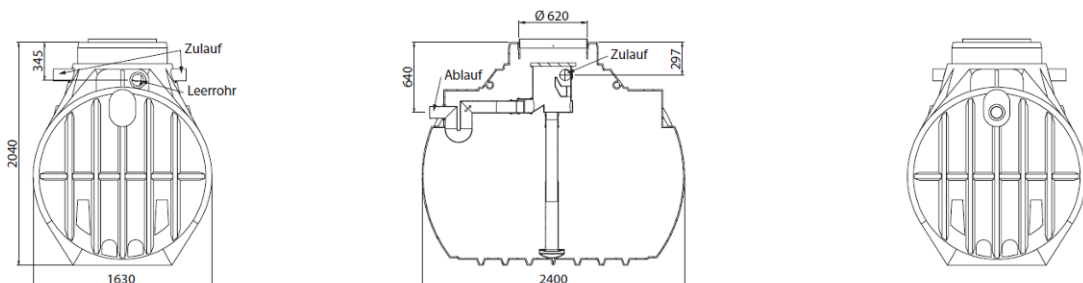 345
Zulauf
Leerrohr
2040
1630
Ø 620
640
Ablauf
Zulauf
297
2400